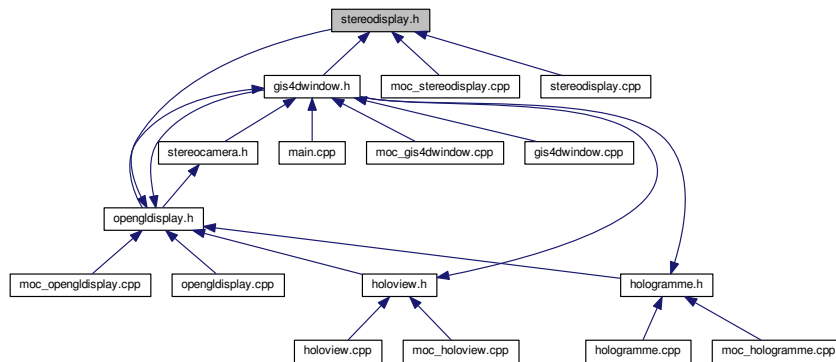 stereodisplay.h
gis4dwindow.h
moc_stereodisplay.cpp
stereodisplay.cpp
stereocamera.h
main.cpp
moc_gis4dwindow.cpp
gis4dwindow.cpp
opengldisplay.h
moc_opengldisplay.cpp
opengldisplay.cpp
holoview.h
hologramme.h
holoview.cpp
moc_holoview.cpp
hologramme.cpp
moc_hologramme.cpp